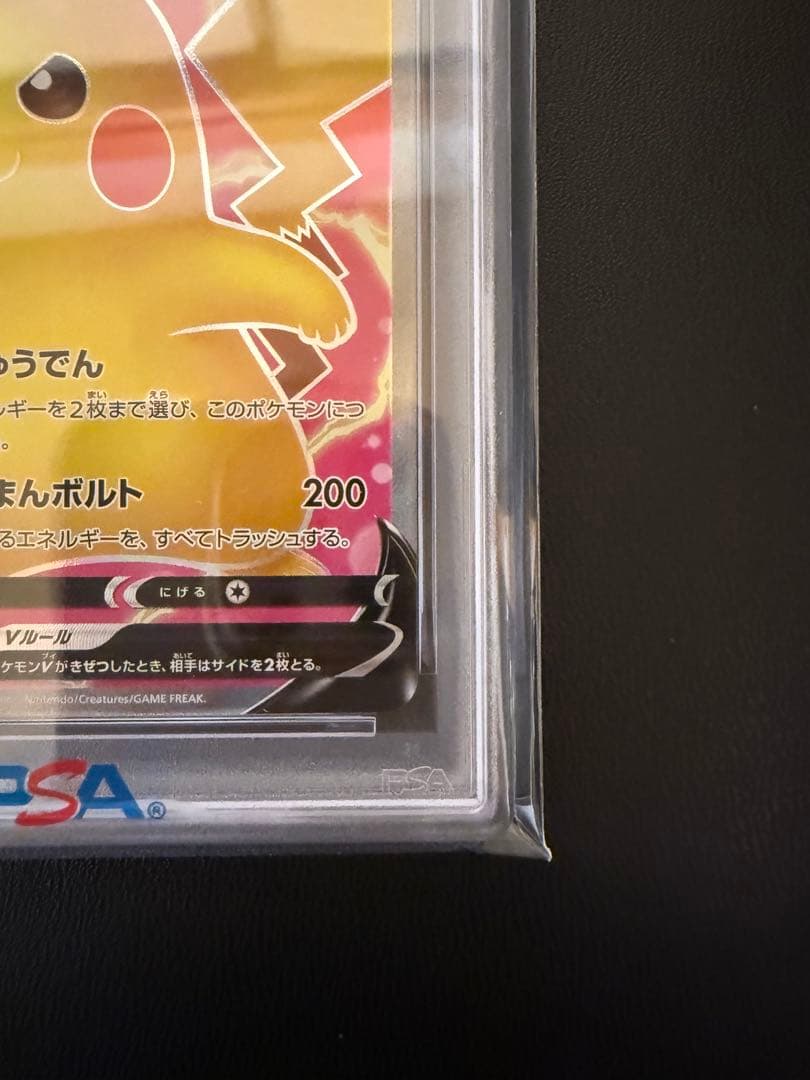 ゅうでん
ルギーを2枚まで選び、このポケモンにつ
。
まんボルト 200
るエネルギーを、すべてトラッシュする。
にげる
Vルール
ケモンVがきぜつしたとき、相手はサイドを2枚とる。
Nintendo/Creatures/GAME FREAK.
PSA
PSA®